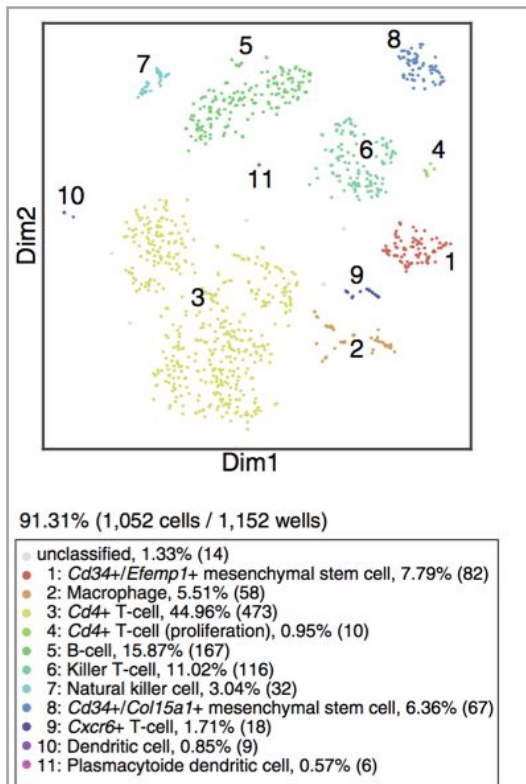 5
8
7
6
4
11
10
Dim2
1
9
3
2
Dim1
91.31% (1,052 cells / 1,152 wells)
unclassified, 1.33% (14)
1: Cd34+/Efemp1+ mesenchymal stem cell, 7.79% (82)
2: Macrophage, 5.51% (58)
3: Cd4+ T-cell, 44.96% (473)
4: Cd4+ T-cell (proliferation), 0.95% (10)
5: B-cell, 15.87% (167)
6: Killer T-cell, 11.02% (116)
7: Natural killer cell, 3.04% (32)
8: Cd34+/Col15a1+ mesenchymal stem cell, 6.36% (67)
9: Cxcr6+ T-cell, 1.71% (18)
10: Dendritic cell, 0.85% (9)
11: Plasmacytoide dendritic cell, 0.57% (6)